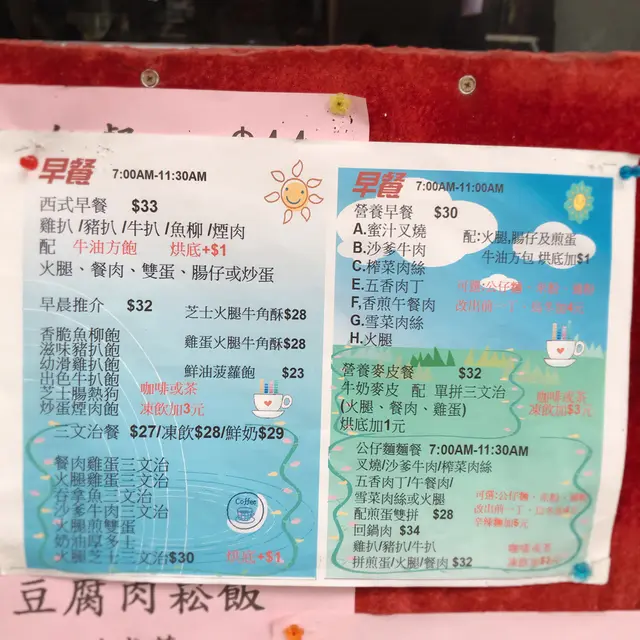 早餐 7:00AM-11:30AM
西式早餐 $33
雞扒/豬扒/牛扒/魚柳/煙肉
配 牛油方飽 烘底+$1
火腿、餐肉、雙蛋、腸仔或炒蛋
早晨推介 $32
芝士火腿牛角酥$28
香脆魚柳飽
雞蛋火腿牛角酥$28
滋味豬扒飽
幼滑雞扒飽
鮮油菠蘿飽 $23
出色牛扒飽
芝士腸熱狗
炒蛋煙肉飽
咖啡或茶
凍飲加3元
三文治餐 $27/凍飲$28/鮮奶$29
餐肉雞蛋三文治
火腿雞蛋三文治
吞拿魚三文治
沙爹牛肉三文治
火腿煎雙蛋
奶油厚多士
火腿芝士三文治$30 烘底+$1
Coffee
早餐 7:00AM-11:00AM
營養早餐 $30
A.蜜汁叉燒
B.沙爹牛肉
C.榨菜肉絲
E.五香肉丁
F.香煎午餐肉
G.雪菜肉絲
H.火腿
配:火腿,腸仔及煎蛋
牛油方包 烘底加$1
營養麥皮餐 $32
牛奶麥皮 配 單拼三文治
(火腿、餐肉、雞蛋)
烘底加1元
咖啡或茶
凍飲加$3元
公仔麵麵餐 7:00AM-11:30AM
叉燒/沙爹牛肉/榨菜肉絲
五香肉丁/午餐肉/
雪菜肉絲或火腿
配煎蛋雙拼 $28
回鍋肉 $34
雞扒/豬扒/牛扒
拼煎蛋/火腿/餐肉 $32
咖啡或茶
豆腐肉松飯